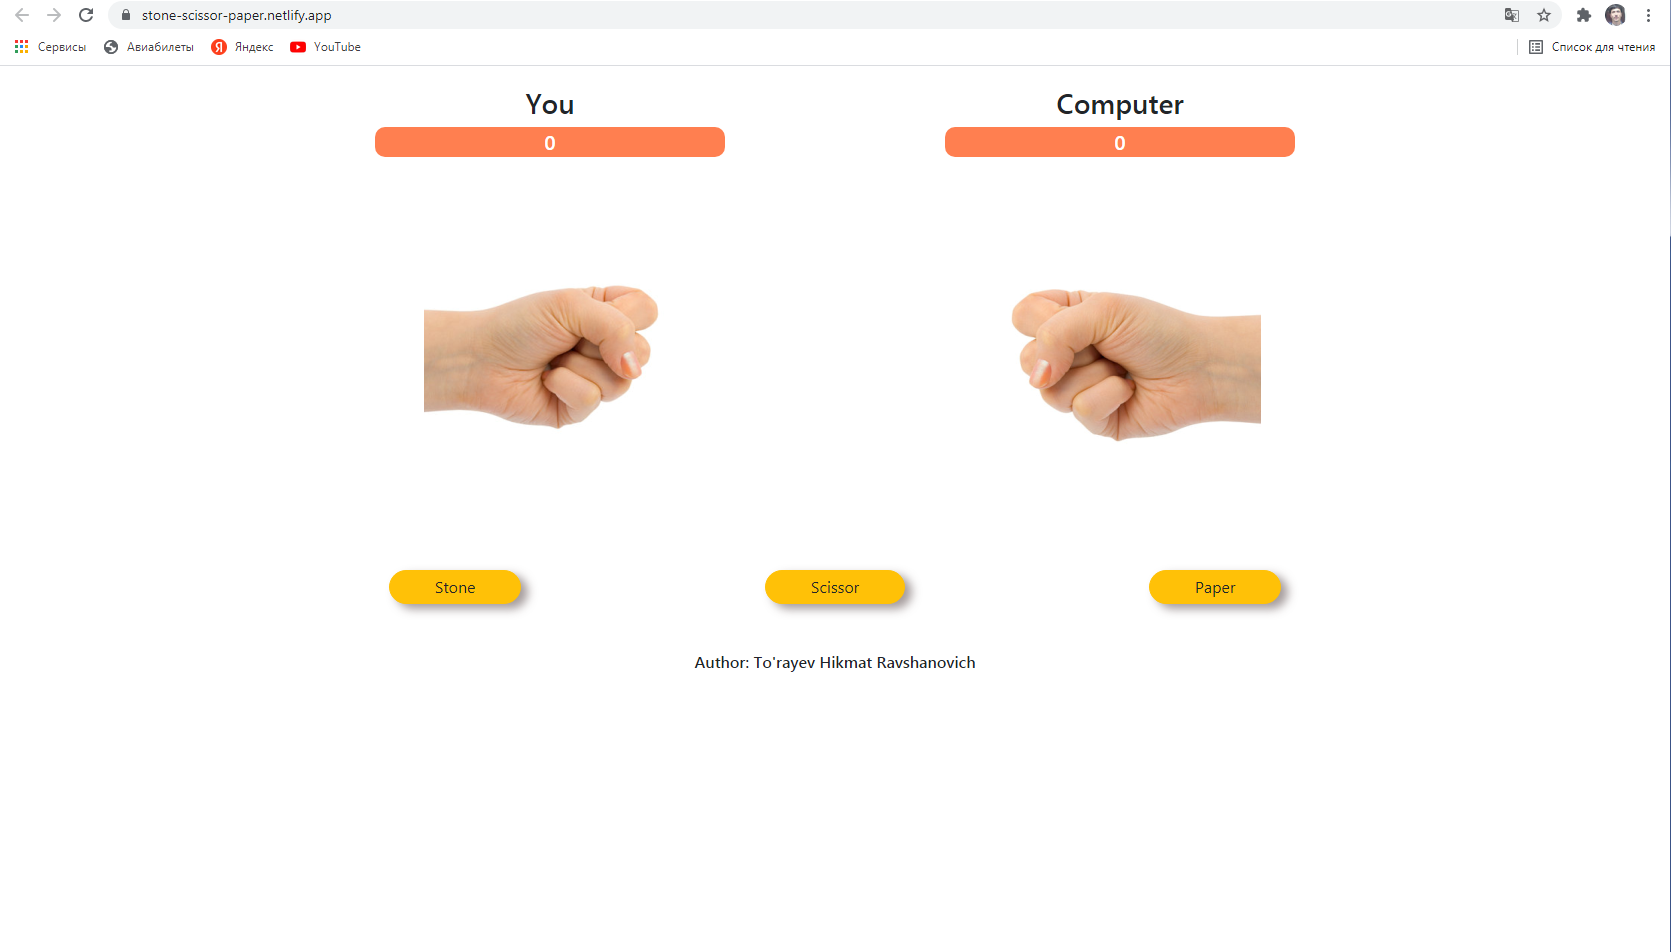 stone-scissor-paper.netlify.app
Сервисы Авиабилеты Яндекс YouTube Список для чтения
You Computer
0 0
Stone Scissor Paper
Author: To'rayev Hikmat Ravshanovich